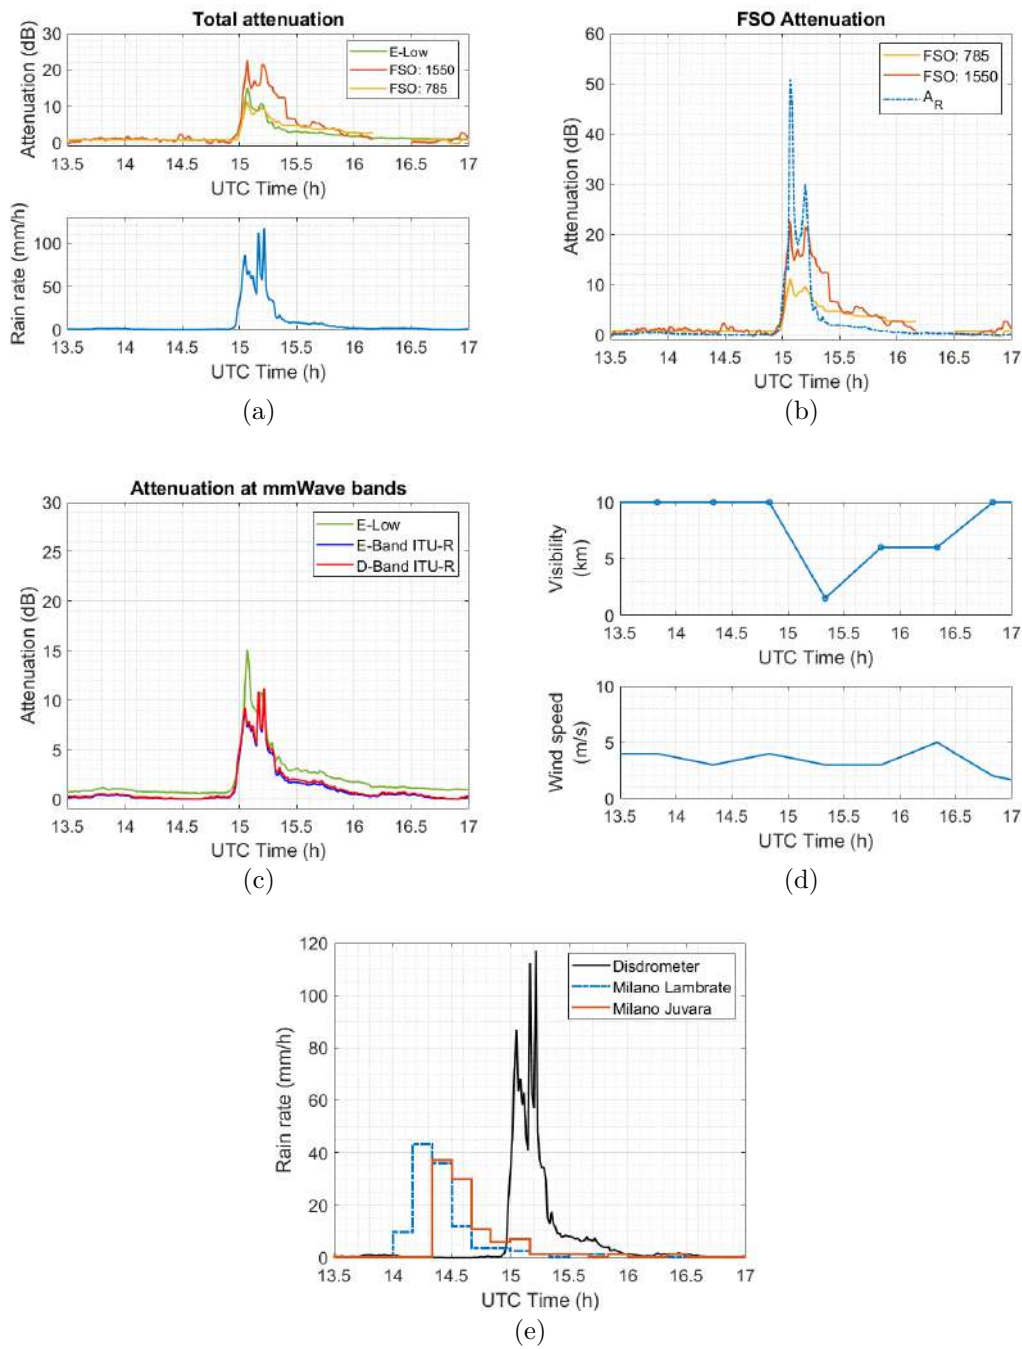 Total attenuation
Attenuation (dB)
30
20
10
0
E-Low
FSO: 1550
FSO: 785
13.5 14 14.5 15 15.5 16 16.5 17
UTC Time (h)
Rain rate (mm/h)
100
50
0
13.5 14 14.5 15 15.5 16 16.5 17
UTC Time (h)
(a)
FSO Attenuation
Attenuation (dB)
60
50
40
30
20
10
0
FSO: 785
FSO: 1550
A_R
13.5 14 14.5 15 15.5 16 16.5 17
UTC Time (h)
(b)
Attenuation at mmWave bands
Attenuation (dB)
30
25
20
15
10
5
0
E-Low
E-Band ITU-R
D-Band ITU-R
13.5 14 14.5 15 15.5 16 16.5 17
UTC Time (h)
(c)
Visibility
(km)
10
5
0
13.5 14 14.5 15 15.5 16 16.5 17
UTC Time (h)
Wind speed
(m/s)
10
5
0
13.5 14 14.5 15 15.5 16 16.5 17
UTC Time (h)
(d)
Rain rate (mm/h)
120
100
80
60
40
20
0
Disdrometer
Milano Lambrate
Milano Juvara
13.5 14 14.5 15 15.5 16 16.5 17
UTC Time (h)
(e)